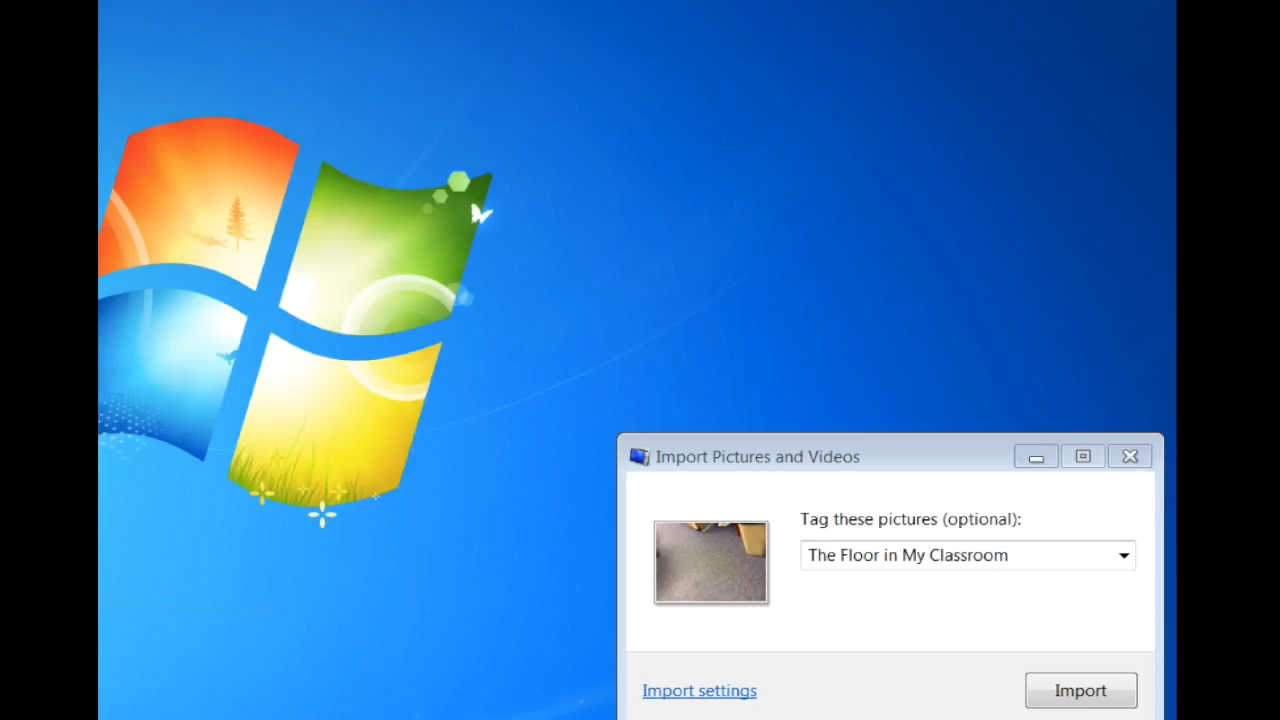 Import Pictures and Videos
Tag these pictures (optional):
The Floor in My Classroom
Import settings
Import